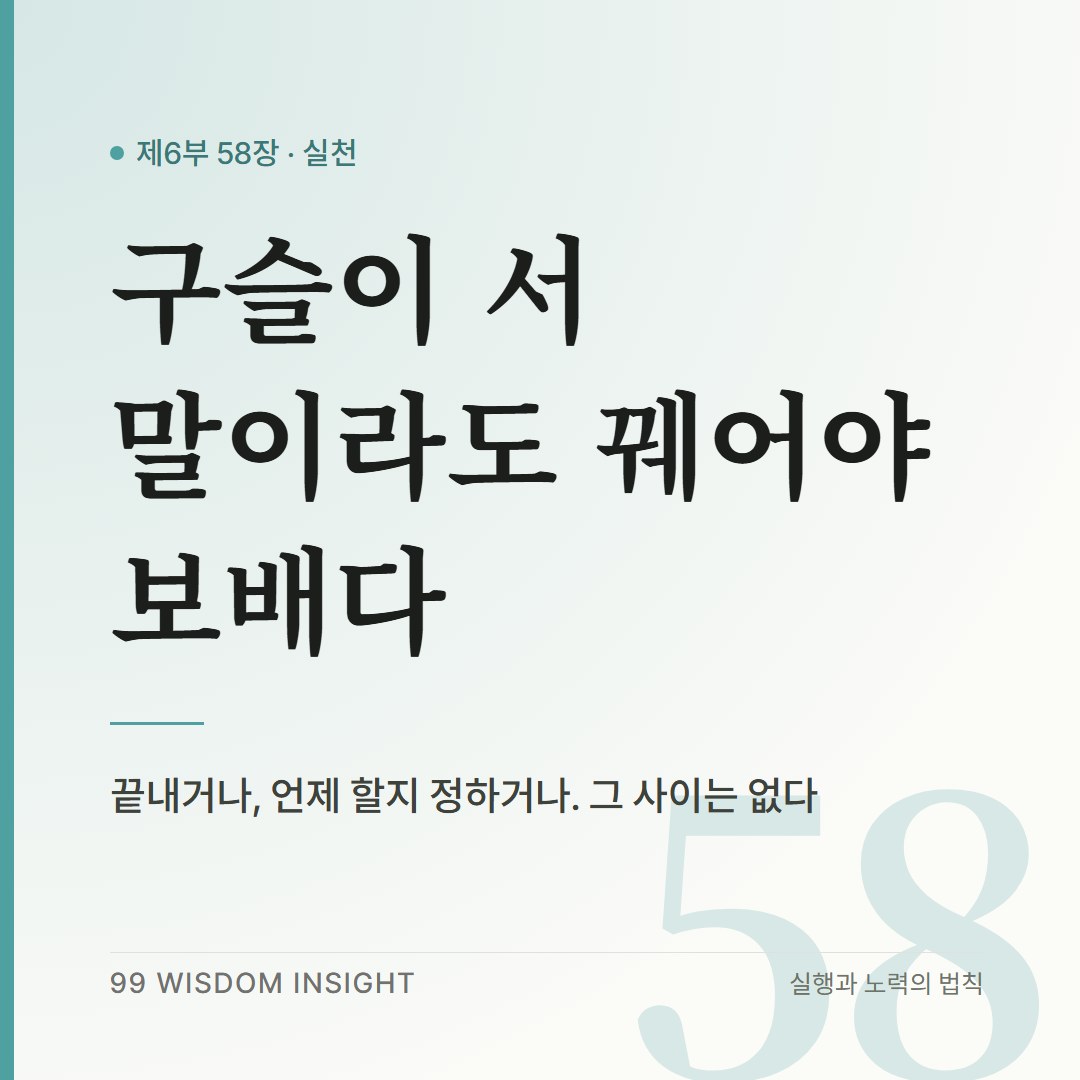 제6부 58장 · 실천
구슬이 서
말이라도 꿰어야
보배다
끝내거나, 언제 할지 정하거나. 그 사이는 없다
58
99 WISDOM INSIGHT
실행과 노력의 법칙